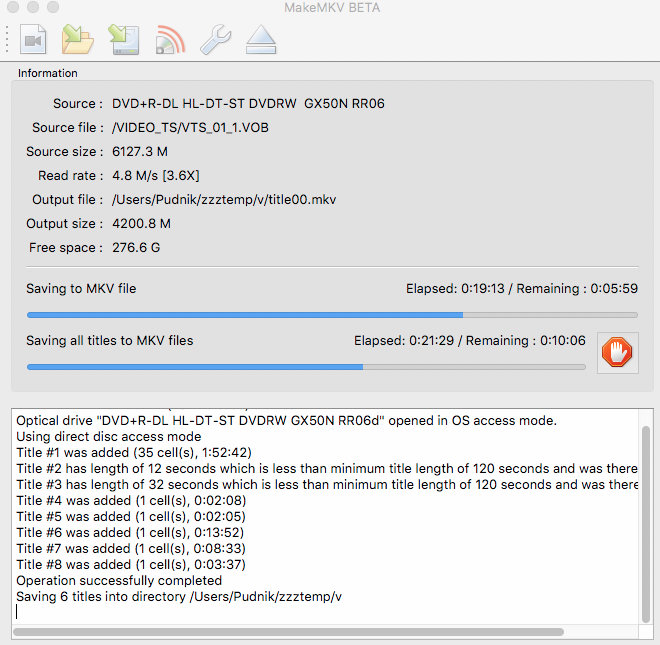 MakeMKV BETA
Information
Source : DVD+R-DL HL-DT-ST DVDRW GX50N RR06
Source file : /VIDEO_TS/VTS_01_1.VOB
Source size : 6127.3 M
Read rate : 4.8 M/s [3.6X]
Output file : /Users/Pudnik/zzztemp/v/title00.mkv
Output size : 4200.8 M
Free space : 276.6 G
Saving to MKV file Elapsed: 0:19:13 / Remaining : 0:05:59
Saving all titles to MKV files Elapsed: 0:21:29 / Remaining : 0:10:06
Optical drive "DVD+R-DL HL-DT-ST DVDRW GX50N RR06d" opened in OS access mode.
Using direct disc access mode
Title #1 was added (35 cell(s), 1:52:42)
Title #2 has length of 12 seconds which is less than minimum title length of 120 seconds and was there
Title #3 has length of 32 seconds which is less than minimum title length of 120 seconds and was there
Title #4 was added (1 cell(s), 0:02:08)
Title #5 was added (1 cell(s), 0:02:05)
Title #6 was added (1 cell(s), 0:13:52)
Title #7 was added (1 cell(s), 0:08:33)
Title #8 was added (1 cell(s), 0:03:37)
Operation successfully completed
Saving 6 titles into directory /Users/Pudnik/zzztemp/v